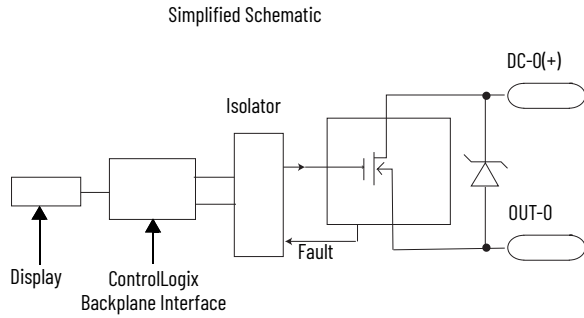 Simplified Schematic
DC-0(+)
Isolator
OUT-0
Fault
Display
ControlLogix
Backplane Interface